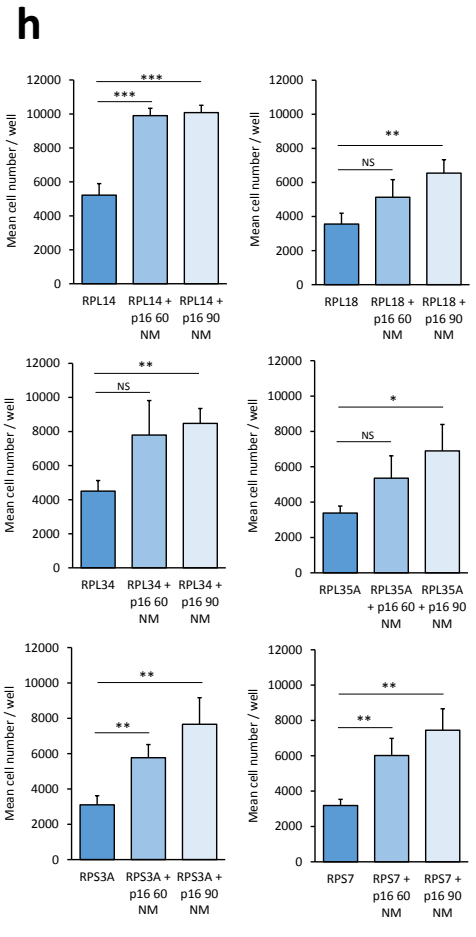 h
Mean cell number / well
12000
10000
8000
6000
4000
2000
0
***
***
RPL14
RPL14 +
p16 60
NM
RPL14 +
p16 90
NM
Mean cell number / well
12000
10000
8000
6000
4000
2000
0
**
NS
RPL18
RPL18 +
p16 60
NM
RPL18 +
p16 90
NM
Mean cell number / well
12000
10000
8000
6000
4000
2000
0
**
NS
RPL34
RPL34 +
p16 60
NM
RPL34 +
p16 90
NM
Mean cell number / well
12000
10000
8000
6000
4000
2000
0
*
NS
RPL35A
RPL35A
+ p16 60
NM
RPL35A
+ p16 90
NM
Mean cell number / well
12000
10000
8000
6000
4000
2000
0
**
**
RPS3A
RPS3A +
p16 60
NM
RPS3A +
p16 90
NM
Mean cell number / well
12000
10000
8000
6000
4000
2000
0
**
**
RPS7
RPS7 +
p16 60
NM
RPS7 +
p16 90
NM